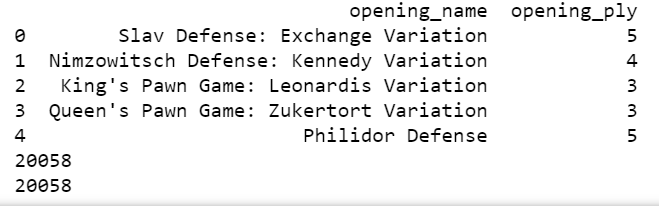 opening_name opening_ply
0 Slav Defense: Exchange Variation 5
1 Nimzowitsch Defense: Kennedy Variation 4
2 King's Pawn Game: Leonardis Variation 3
3 Queen's Pawn Game: Zukertort Variation 3
4 Philidor Defense 5
20058
20058